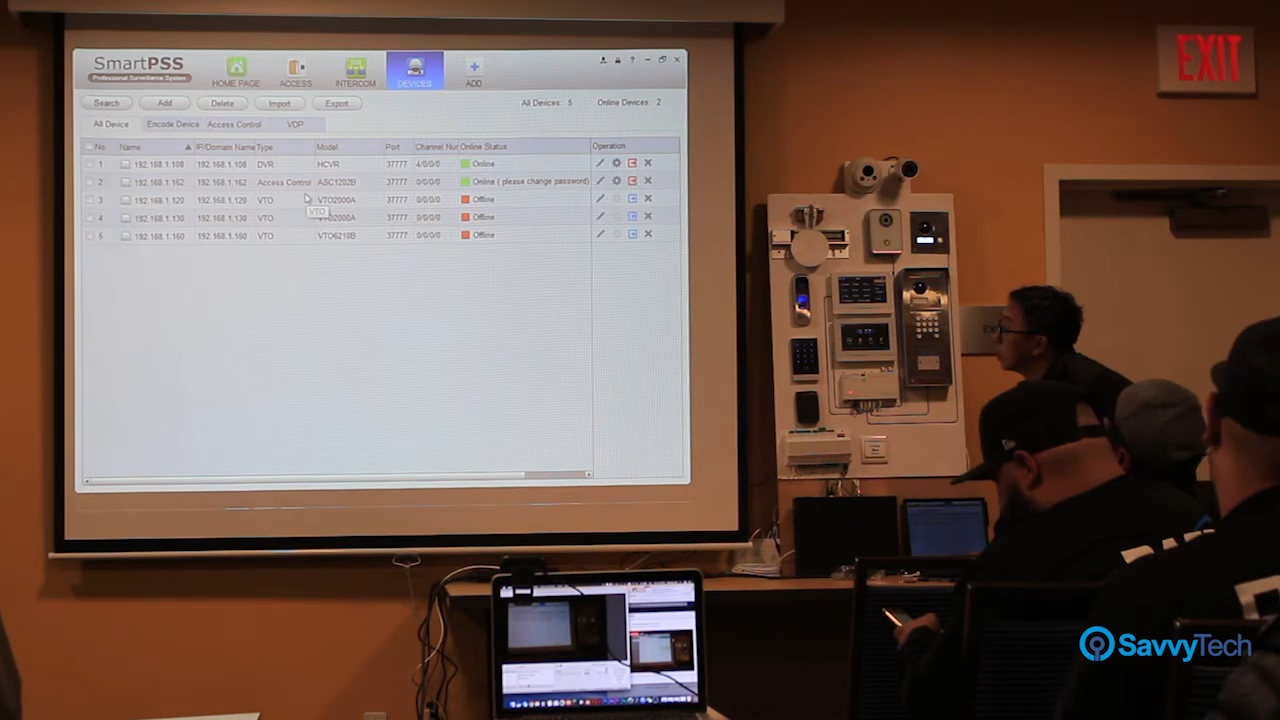 SmartPSS
Professional Surveillance System
HOME PAGE ACCESS INTERCOM DEVICES ADD
Search Add Delete Import Export All Devices: 5 Online Devices: 2
All Device Encode Device Access Control VDP
No. Name IP/Domain Name Type Model Port Channel Num Online Status Operation
1 192.168.1.108 192.168.1.108 DVR HCVR 37777 4/0/0/0 Online
2 192.168.1.162 192.168.1.162 Access Control ASC1202B 37777 0/0/0/0 Online ( please change password)
3 192.168.1.120 192.168.1.120 VTO VTO2000A 37777 0/0/0/0 Offline
4 192.168.1.130 192.168.1.130 VTO VTO2000A 37777 0/0/0/0 Offline
5 192.168.1.160 192.168.1.160 VTO VTO6210B 37777 0/0/0/0 Offline
VTO
EXIT
SavvyTech